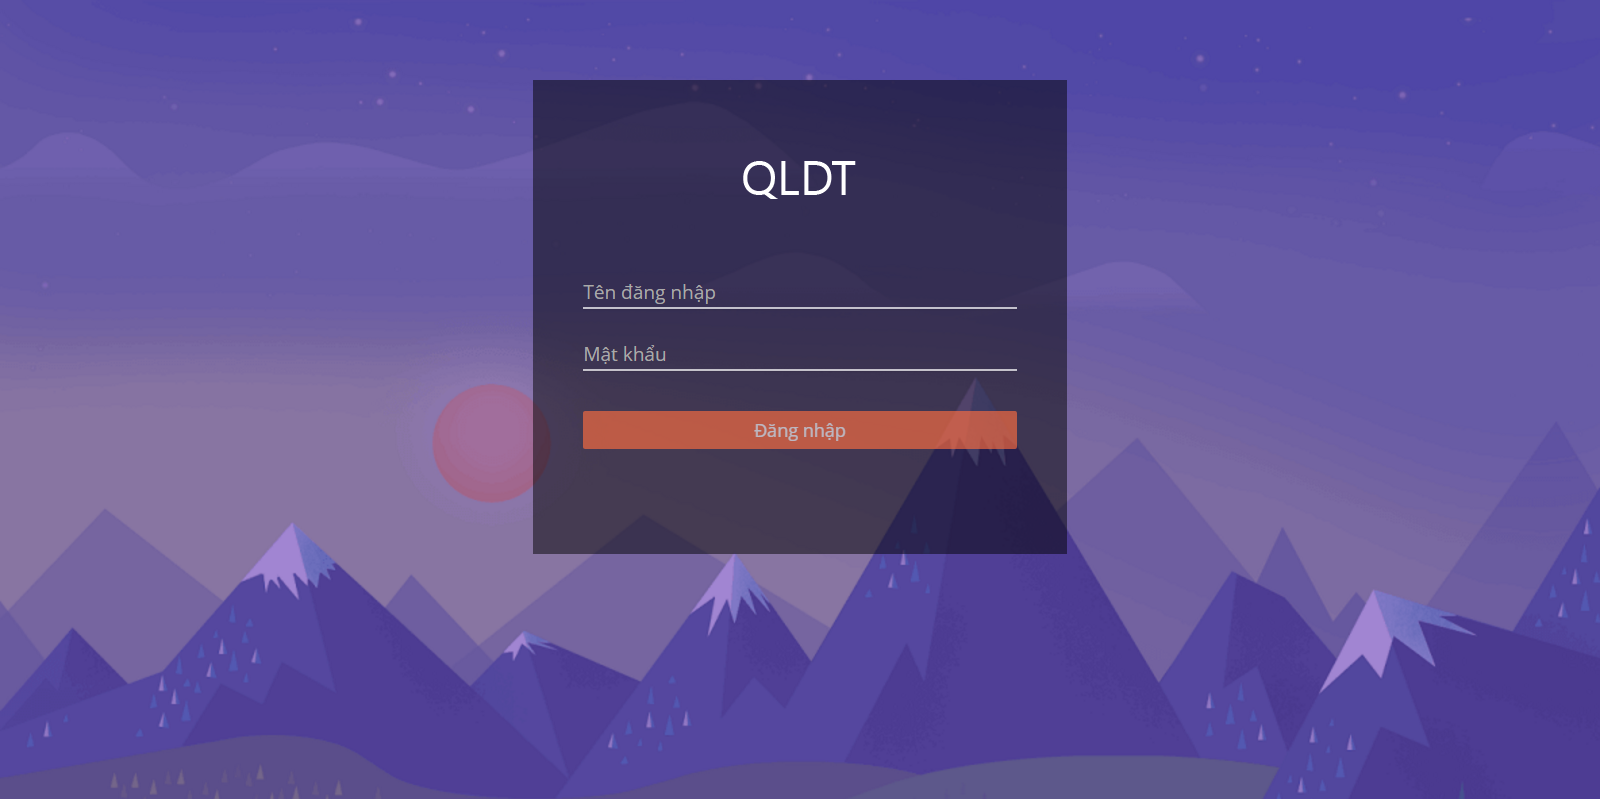 QLDT
Tên đăng nhập
Mật khẩu
Đăng nhập